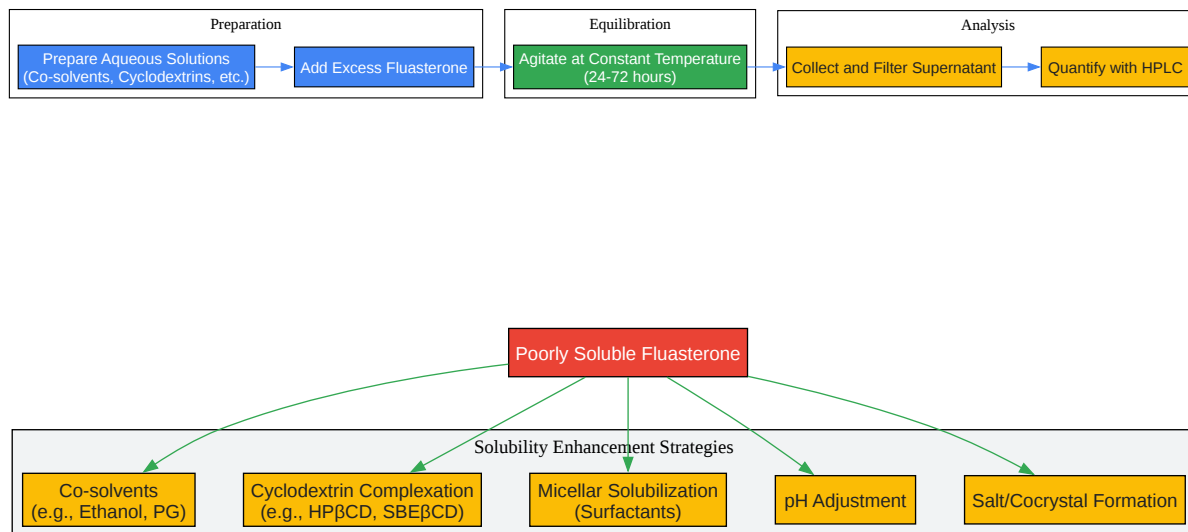 Preparation
Equilibration
Analysis
Prepare Aqueous Solutions
(Co-solvents, Cyclodextrins, etc.)
Add Excess Fluasterone
Agitate at Constant Temperature
(24-72 hours)
Collect and Filter Supernatant
Quantify with HPLC
Poorly Soluble Fluasterone
Solubility Enhancement Strategies
Co-solvents
(e.g., Ethanol, PG)
Cyclodextrin Complexation
(e.g., HPβCD, SBEβCD)
Micellar Solubilization
(Surfactants)
pH Adjustment
Salt/Cocrystal Formation